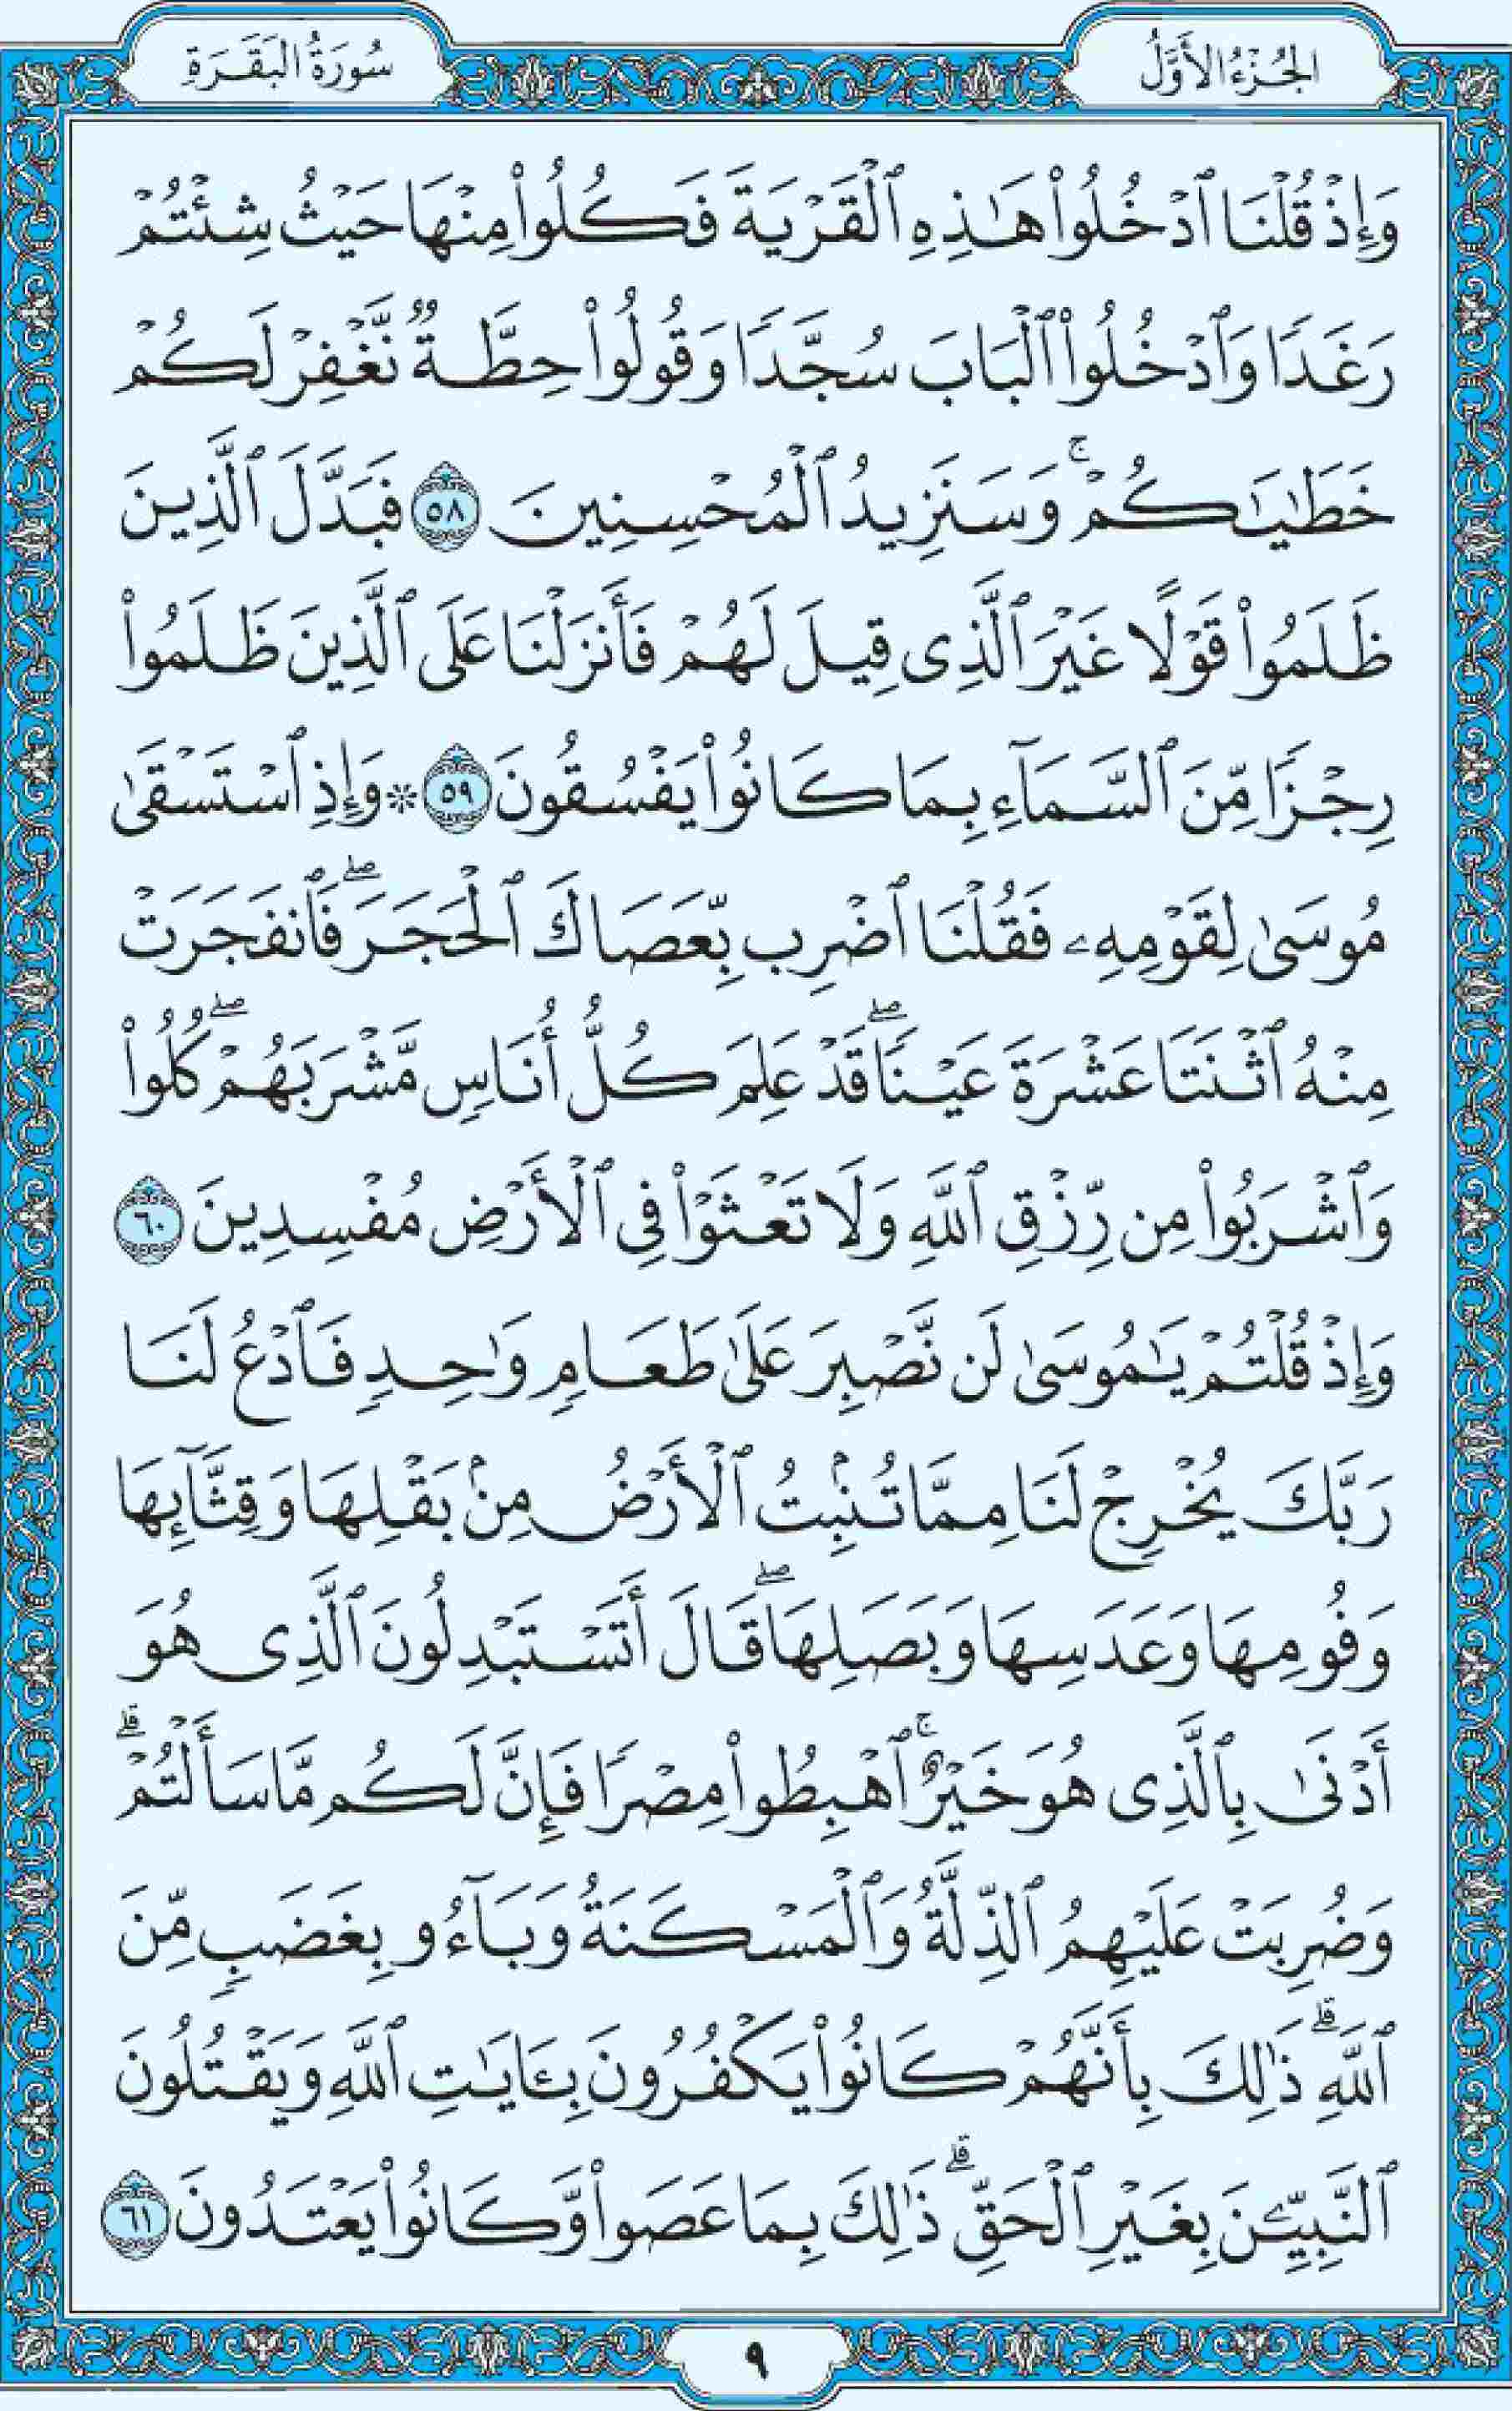 الجُزْءُ الأَوَّلُ
سُورَةُ البَقَرَةِ
وَإِذۡ قُلۡنَا ٱدۡخُلُواْ هَٰذِهِ ٱلۡقَرۡيَةَ فَكُلُواْ مِنۡهَا حَيۡثُ شِئۡتُمۡ
رَغَدٗا وَٱدۡخُلُواْ ٱلۡبَابَ سُجَّدٗا وَقُولُواْ حِطَّةٞ نَّغۡفِرۡ لَكُمۡ
خَطَٰيَٰكُمۡۚ وَسَنَزِيدُ ٱلۡمُحۡسِنِينَ ٥٨ فَبَدَّلَ ٱلَّذِينَ
ظَلَمُواْ قَوۡلًا غَيۡرَ ٱلَّذِي قِيلَ لَهُمۡ فَأَنزَلۡنَا عَلَى ٱلَّذِينَ ظَلَمُواْ
رِجۡزٗا مِّنَ ٱلسَّمَآءِ بِمَا كَانُواْ يَفۡسُقُونَ ٥٩ ۞ وَإِذِ ٱسۡتَسۡقَىٰ
مُوسَىٰ لِقَوۡمِهِۦ فَقُلۡنَا ٱضۡرِب بِّعَصَاكَ ٱلۡحَجَرَۖ فَٱنفَجَرَتۡ
مِنۡهُ ٱثۡنَتَا عَشۡرَةَ عَيۡنٗاۖ قَدۡ عَلِمَ كُلُّ أُنَاسٖ مَّشۡرَبَهُمۡۖ كُلُواْ
وَٱشۡرَبُواْ مِن رِّزۡقِ ٱللَّهِ وَلَا تَعۡثَوۡاْ فِي ٱلۡأَرۡضِ مُفۡسِدِينَ ٦٠
وَإِذۡ قُلۡتُمۡ يَٰمُوسَىٰ لَن نَّصۡبِرَ عَلَىٰ طَعَامٖ وَٰحِدٖ فَٱدۡعُ لَنَا
رَبَّكَ يُخۡرِجۡ لَنَا مِمَّا تُنۢبِتُ ٱلۡأَرۡضُ مِنۢ بَقۡلِهَا وَقِثَّآئِهَا
وَفُومِهَا وَعَدَسِهَا وَبَصَلِهَاۖ قَالَ أَتَسۡتَبۡدِلُونَ ٱلَّذِي هُوَ
أَدۡنَىٰ بِٱلَّذِي هُوَ خَيۡرٌۚ ٱهۡبِطُواْ مِصۡرٗا فَإِنَّ لَكُم مَّا سَأَلۡتُمۡۗ
وَضُرِبَتۡ عَلَيۡهِمُ ٱلذِّلَّةُ وَٱلۡمَسۡكَنَةُ وَبَآءُو بِغَضَبٖ مِّنَ
ٱللَّهِۗ ذَٰلِكَ بِأَنَّهُمۡ كَانُواْ يَكۡفُرُونَ بِـَٔايَٰتِ ٱللَّهِ وَيَقۡتُلُونَ
ٱلنَّبِيِّـۧنَ بِغَيۡرِ ٱلۡحَقِّۗ ذَٰلِكَ بِمَا عَصَواْ وَّكَانُواْ يَعۡتَدُونَ ٦١
٩